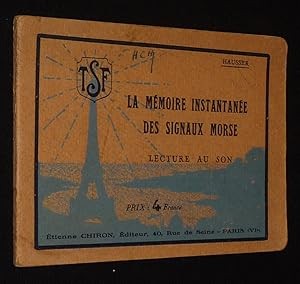 TSF
HAUSSER
LA MÉMOIRE INSTANTANÉE
DES SIGNAUX MORSE
LECTURE AU SON
PRIX : 4 Francs
Étienne CHIRON, Éditeur, 40, Rue de Seine - PARIS (VIe)